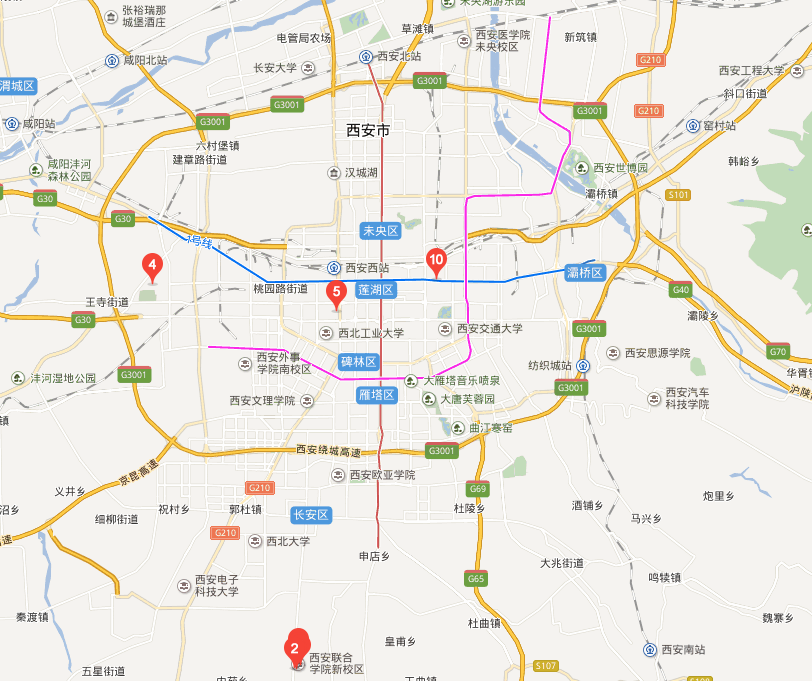 张裕瑞那
城堡酒庄
未央湖游乐园
草滩镇
电管局农场
西安医学院
未央校区
新筑镇
咸阳北站
西安北站
长安大学
G210
西安工程大学
渭城区
G3001
G3001
斜口街道
咸阳站
G3001
G3001
G210
窑村站
西安市
六村堡镇
建章路街道
韩峪乡
咸阳沣河
森林公园
汉城湖
西安世博园
灞桥镇
S101
G30
G30
未央区
1号线
4
10
西安西站
灞桥区
桃园路街道
5
莲湖区
G40
王寺街道
灞陵乡
G30
西北工业大学
西安交通大学
G3001
G70
西安外事
学院南校区
碑林区
西安思源学院
纺织城站
华胥镇
沣河湿地公园
G3001
大雁塔音乐喷泉
G3001
沪陕
雁塔区
西安文理学院
大唐芙蓉园
西安汽车
科技学院
镇
曲江寒窑
西安绕城高速
G3001
京昆高速
西安欧亚学院
G210
G69
义井乡
炮里乡
沼乡
祝村乡
郭杜镇
杜陵乡
酒铺乡
细柳街道
长安区
马兴乡
G210
西北大学
速
申店乡
大兆街道
G65
鸣犊镇
西安电子
科技大学
秦渡镇
杜曲镇
魏寨乡
皇甫乡
2
西安联合
学院新校区
西安南站
五星街道
S107